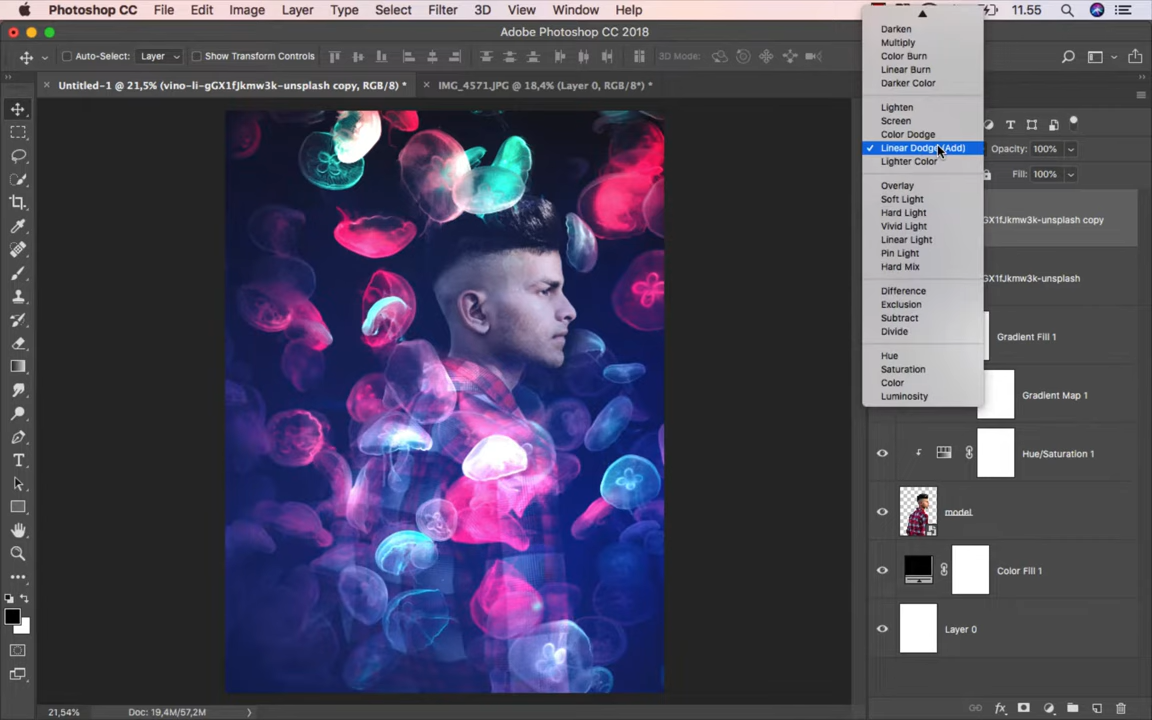 Photoshop CC File Edit Image Layer Type Select Filter 3D View Window Help 11.55
Adobe Photoshop CC 2018
Auto-Select: Layer Show Transform Controls 3D Mode:
× Untitled-1 @ 21,5% (vino-li-gGX1fJkmw3k-unsplash copy, RGB/8) * × IMG_4571.JPG @ 18,4% (Layer 0, RGB/8*) *
Darken
Multiply
Color Burn
Linear Burn
Darker Color
Lighten
Screen
Color Dodge
✓ Linear Dodge (Add)
Lighter Color
Overlay
Soft Light
Hard Light
Vivid Light
Linear Light
Pin Light
Hard Mix
Difference
Exclusion
Subtract
Divide
Hue
Saturation
Color
Luminosity
Opacity: 100%
Fill: 100%
GX1fJkmw3k-unsplash copy
GX1fJkmw3k-unsplash
Gradient Fill 1
Gradient Map 1
Hue/Saturation 1
model
Color Fill 1
Layer 0
21,54% Doc: 19,4M/57,2M